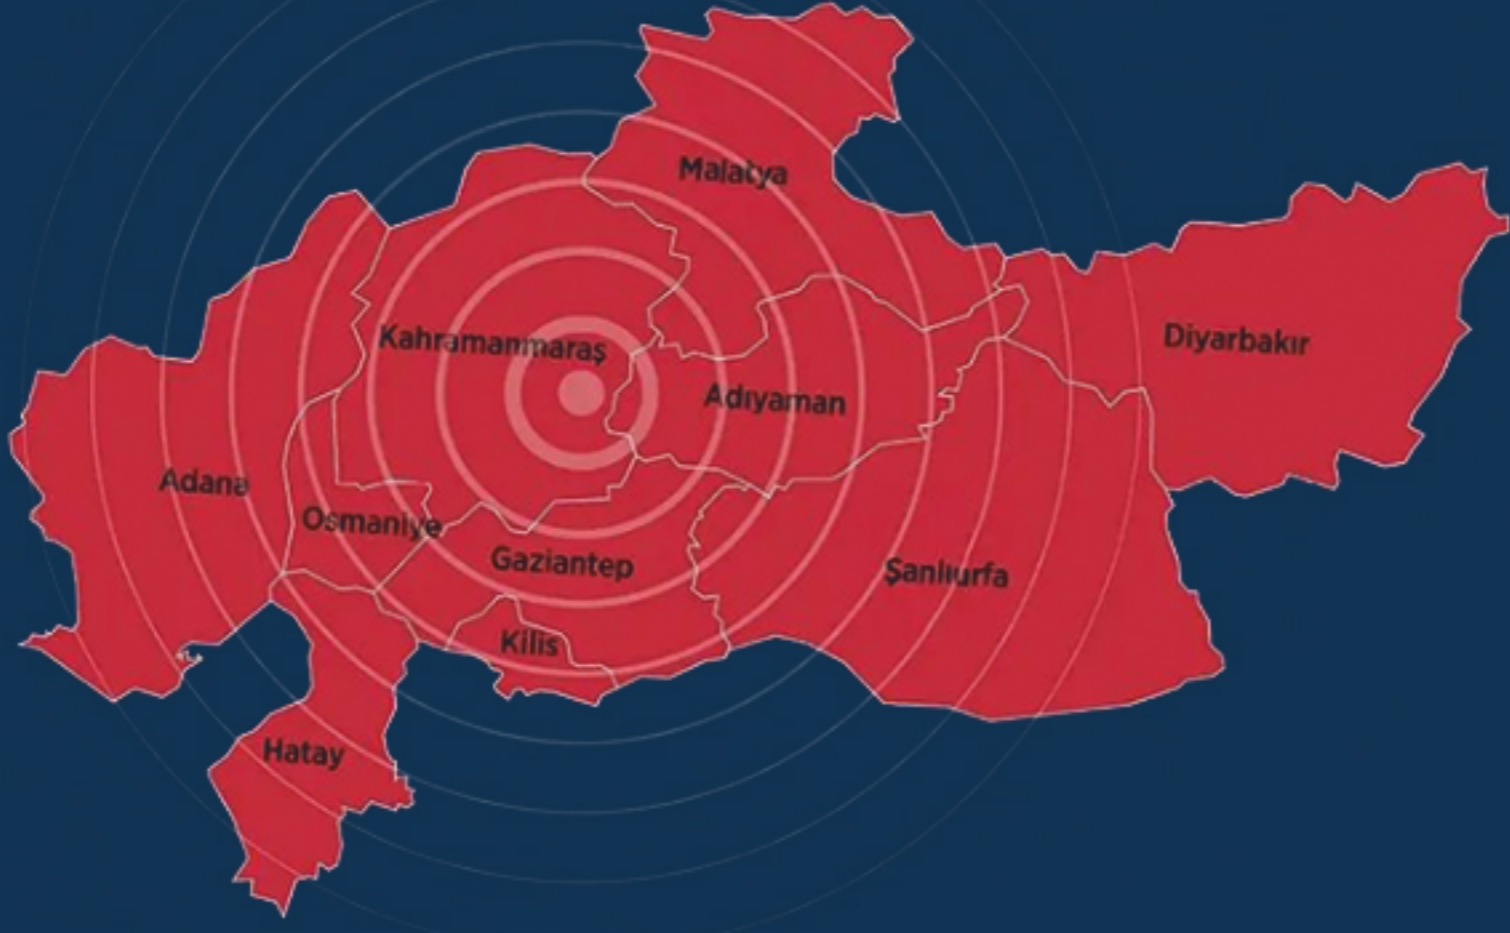 Malatya
Diyarbakır
Kahramanmaraş
Adıyaman
Adana
Osmaniye
Gaziantep
Şanlıurfa
Kilis
Hatay